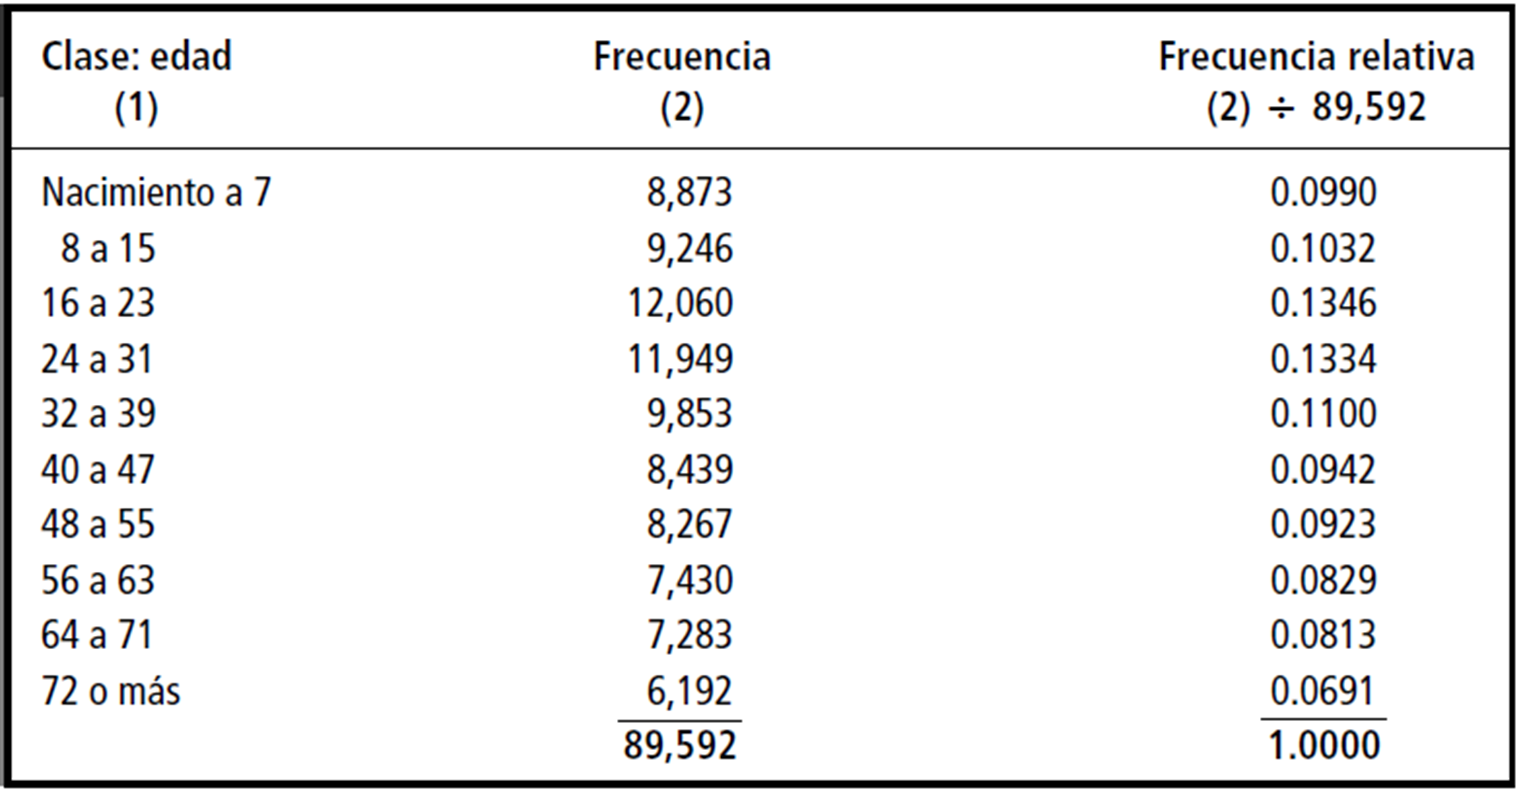 Clase: edad Frecuencia Frecuencia relativa
(1) (2) (2) ÷ 89,592
Nacimiento a 7 8,873 0.0990
8 a 15 9,246 0.1032
16 a 23 12,060 0.1346
24 a 31 11,949 0.1334
32 a 39 9,853 0.1100
40 a 47 8,439 0.0942
48 a 55 8,267 0.0923
56 a 63 7,430 0.0829
64 a 71 7,283 0.0813
72 o más 6,192 0.0691
89,592 1.0000